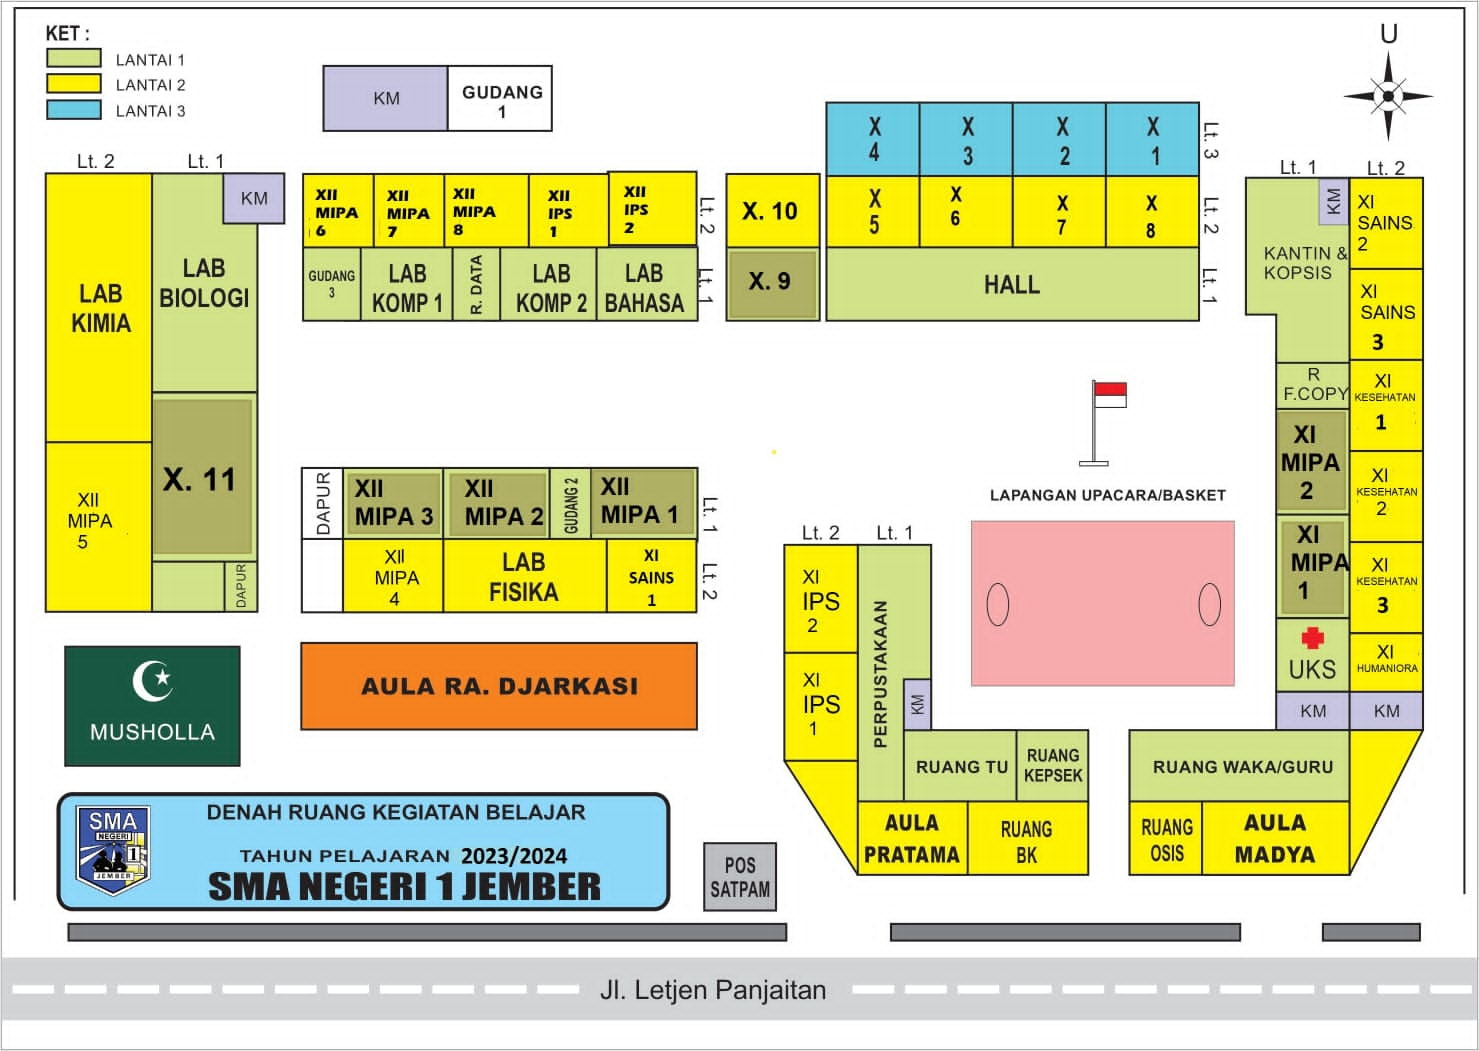 KET :
LANTAI 1
LANTAI 2
LANTAI 3
U
KM
GUDANG
1
Lt. 2
Lt. 1
LAB
KIMIA
XII
MIPA
5
LAB
BIOLOGI
KM
X. 11
DAPUR
XII
MIPA
6
XII
MIPA
7
XII
MIPA
8
XII
IPS
1
XII
IPS
2
Lt. 2
GUDANG
3
LAB
KOMP 1
R. DATA
LAB
KOMP 2
LAB
BAHASA
Lt. 1
X. 10
X. 9
X
4
X
3
X
2
X
1
Lt. 3
X
5
X
6
X
7
X
8
Lt. 2
HALL
Lt. 1
Lt. 1
Lt. 2
KM
KANTIN &
KOPSIS
R
F.COPY
XI
MIPA
2
XI
MIPA
1
UKS
KM
XI
SAINS
2
XI
SAINS
3
XI
KESEHATAN
1
XI
KESEHATAN
2
XI
KESEHATAN
3
XI
HUMANIORA
KM
DAPUR
XII
MIPA 3
XII
MIPA 2
GUDANG 2
XII
MIPA 1
Lt. 1
XII
MIPA
4
LAB
FISIKA
XI
SAINS
1
Lt. 2
LAPANGAN UPACARA/BASKET
Lt. 2
Lt. 1
XI
IPS
2
XI
IPS
1
PERPUSTAKAAN
KM
RUANG TU
RUANG
KEPSEK
AULA
PRATAMA
RUANG
BK
RUANG WAKA/GURU
RUANG
OSIS
AULA
MADYA
AULA RA. DJARKASI
MUSHOLLA
SMA
NEGERI
1
JEMBER
DENAH RUANG KEGIATAN BELAJAR
TAHUN PELAJARAN 2023/2024
SMA NEGERI 1 JEMBER
POS
SATPAM
Jl. Letjen Panjaitan